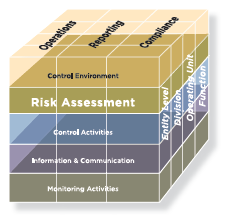 Operations
Reporting
Compliance
Control Environment
Risk Assessment
Control Activities
Information & Communication
Monitoring Activities
Entity Level
Division
Operating Unit
Function